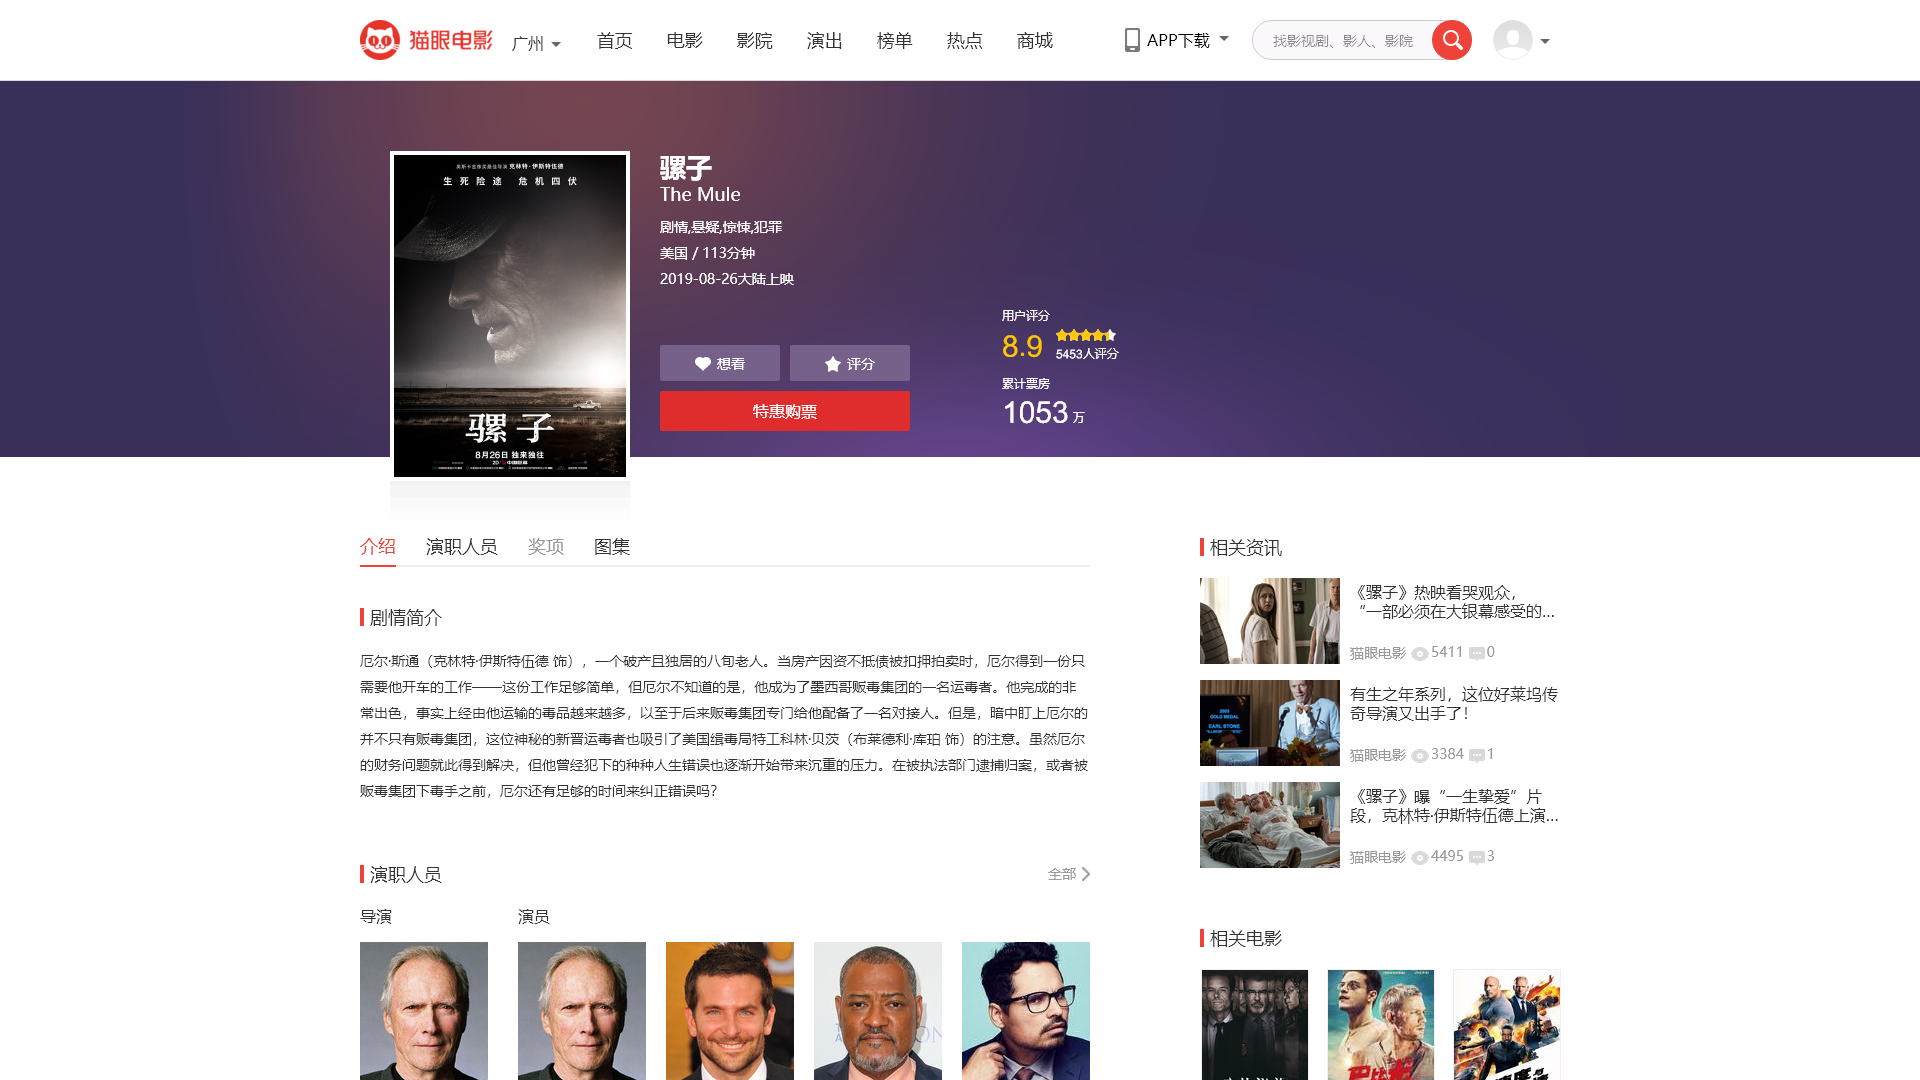 猫眼电影
广州
首页
电影
影院
演出
榜单
热点
商城
APP下载
找影视剧、影人、影院
克林特·伊斯特伍德
生死险途 危机四伏
骡子
8月26日 独来独往
骡子
The Mule
剧情,悬疑,惊悚,犯罪
美国 / 113分钟
2019-08-26大陆上映
想看
评分
特惠购票
用户评分
8.9
5453人评分
累计票房
1053万
介绍
演职人员
奖项
图集
剧情简介
厄尔·斯通（克林特·伊斯特伍德 饰），一个破产且独居的八旬老人。当房产因资不抵债被扣押拍卖时，厄尔得到一份只
需要他开车的工作——这份工作足够简单，但厄尔不知道的是，他成为了墨西哥贩毒集团的一名运毒者。他完成的非
常出色，事实上经由他运输的毒品越来越多，以至于后来贩毒集团专门给他配备了一名对接人。但是，暗中盯上厄尔的
并不只有贩毒集团，这位神秘的新晋运毒者也吸引了美国缉毒局特工科林·贝茨（布莱德利·库珀 饰）的注意。虽然厄尔
的财务问题就此得到解决，但他曾经犯下的种种人生错误也逐渐开始带来沉重的压力。在被执法部门逮捕归案，或者被
贩毒集团下毒手之前，厄尔还有足够的时间来纠正错误吗？
演职人员
全部
导演
演员
相关资讯
《骡子》热映看哭观众，
“一部必须在大银幕感受的...
猫眼电影 5411 0
GOLD MEDAL
EARL STONE
有生之年系列，这位好莱坞传
奇导演又出手了！
猫眼电影 3384 1
《骡子》曝“一生挚爱”片
段，克林特·伊斯特伍德上演...
猫眼电影 4495 3
相关电影